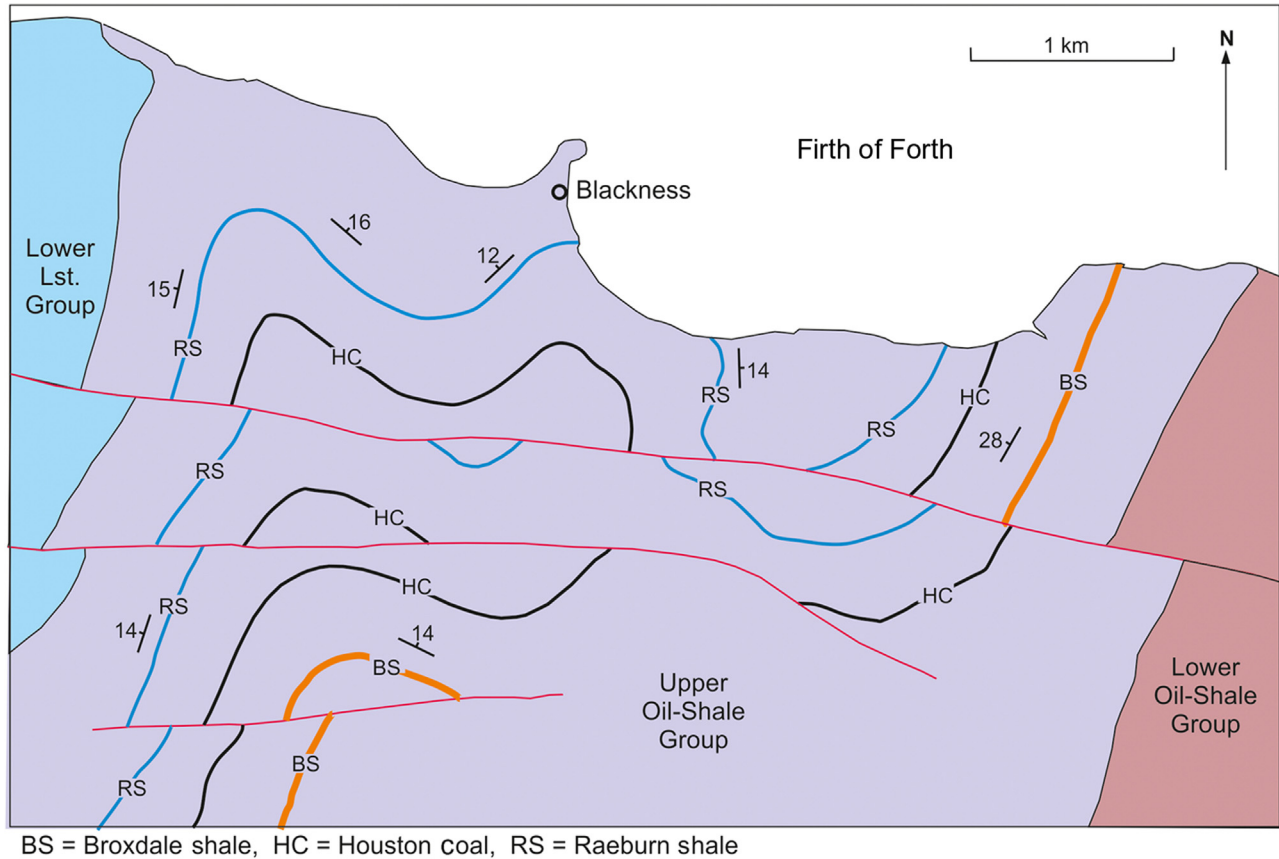 1 km
N
Firth of Forth
Blackness
16
Lower
Lst.
Group
12
15
RS
HC
14
RS
HC
BS
RS
28
RS
RS
HC
HC
HC
RS
14
14
BS
Upper
Oil-Shale
Group
Lower
Oil-Shale
Group
BS
RS
BS = Broxdale shale, HC = Houston coal, RS = Raeburn shale